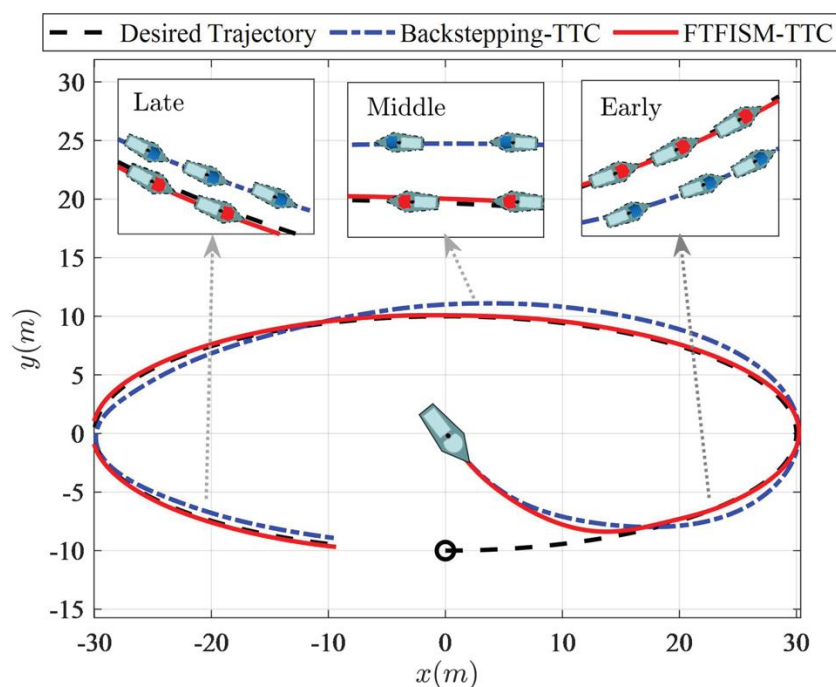 Desired Trajectory Backstepping-TTC FTFISM-TTC
30
25
20
15
10
5
0
-5
-10
-15
y(m)
Late
Middle
Early
-30 -20 -10 0 10 20 30
x(m)